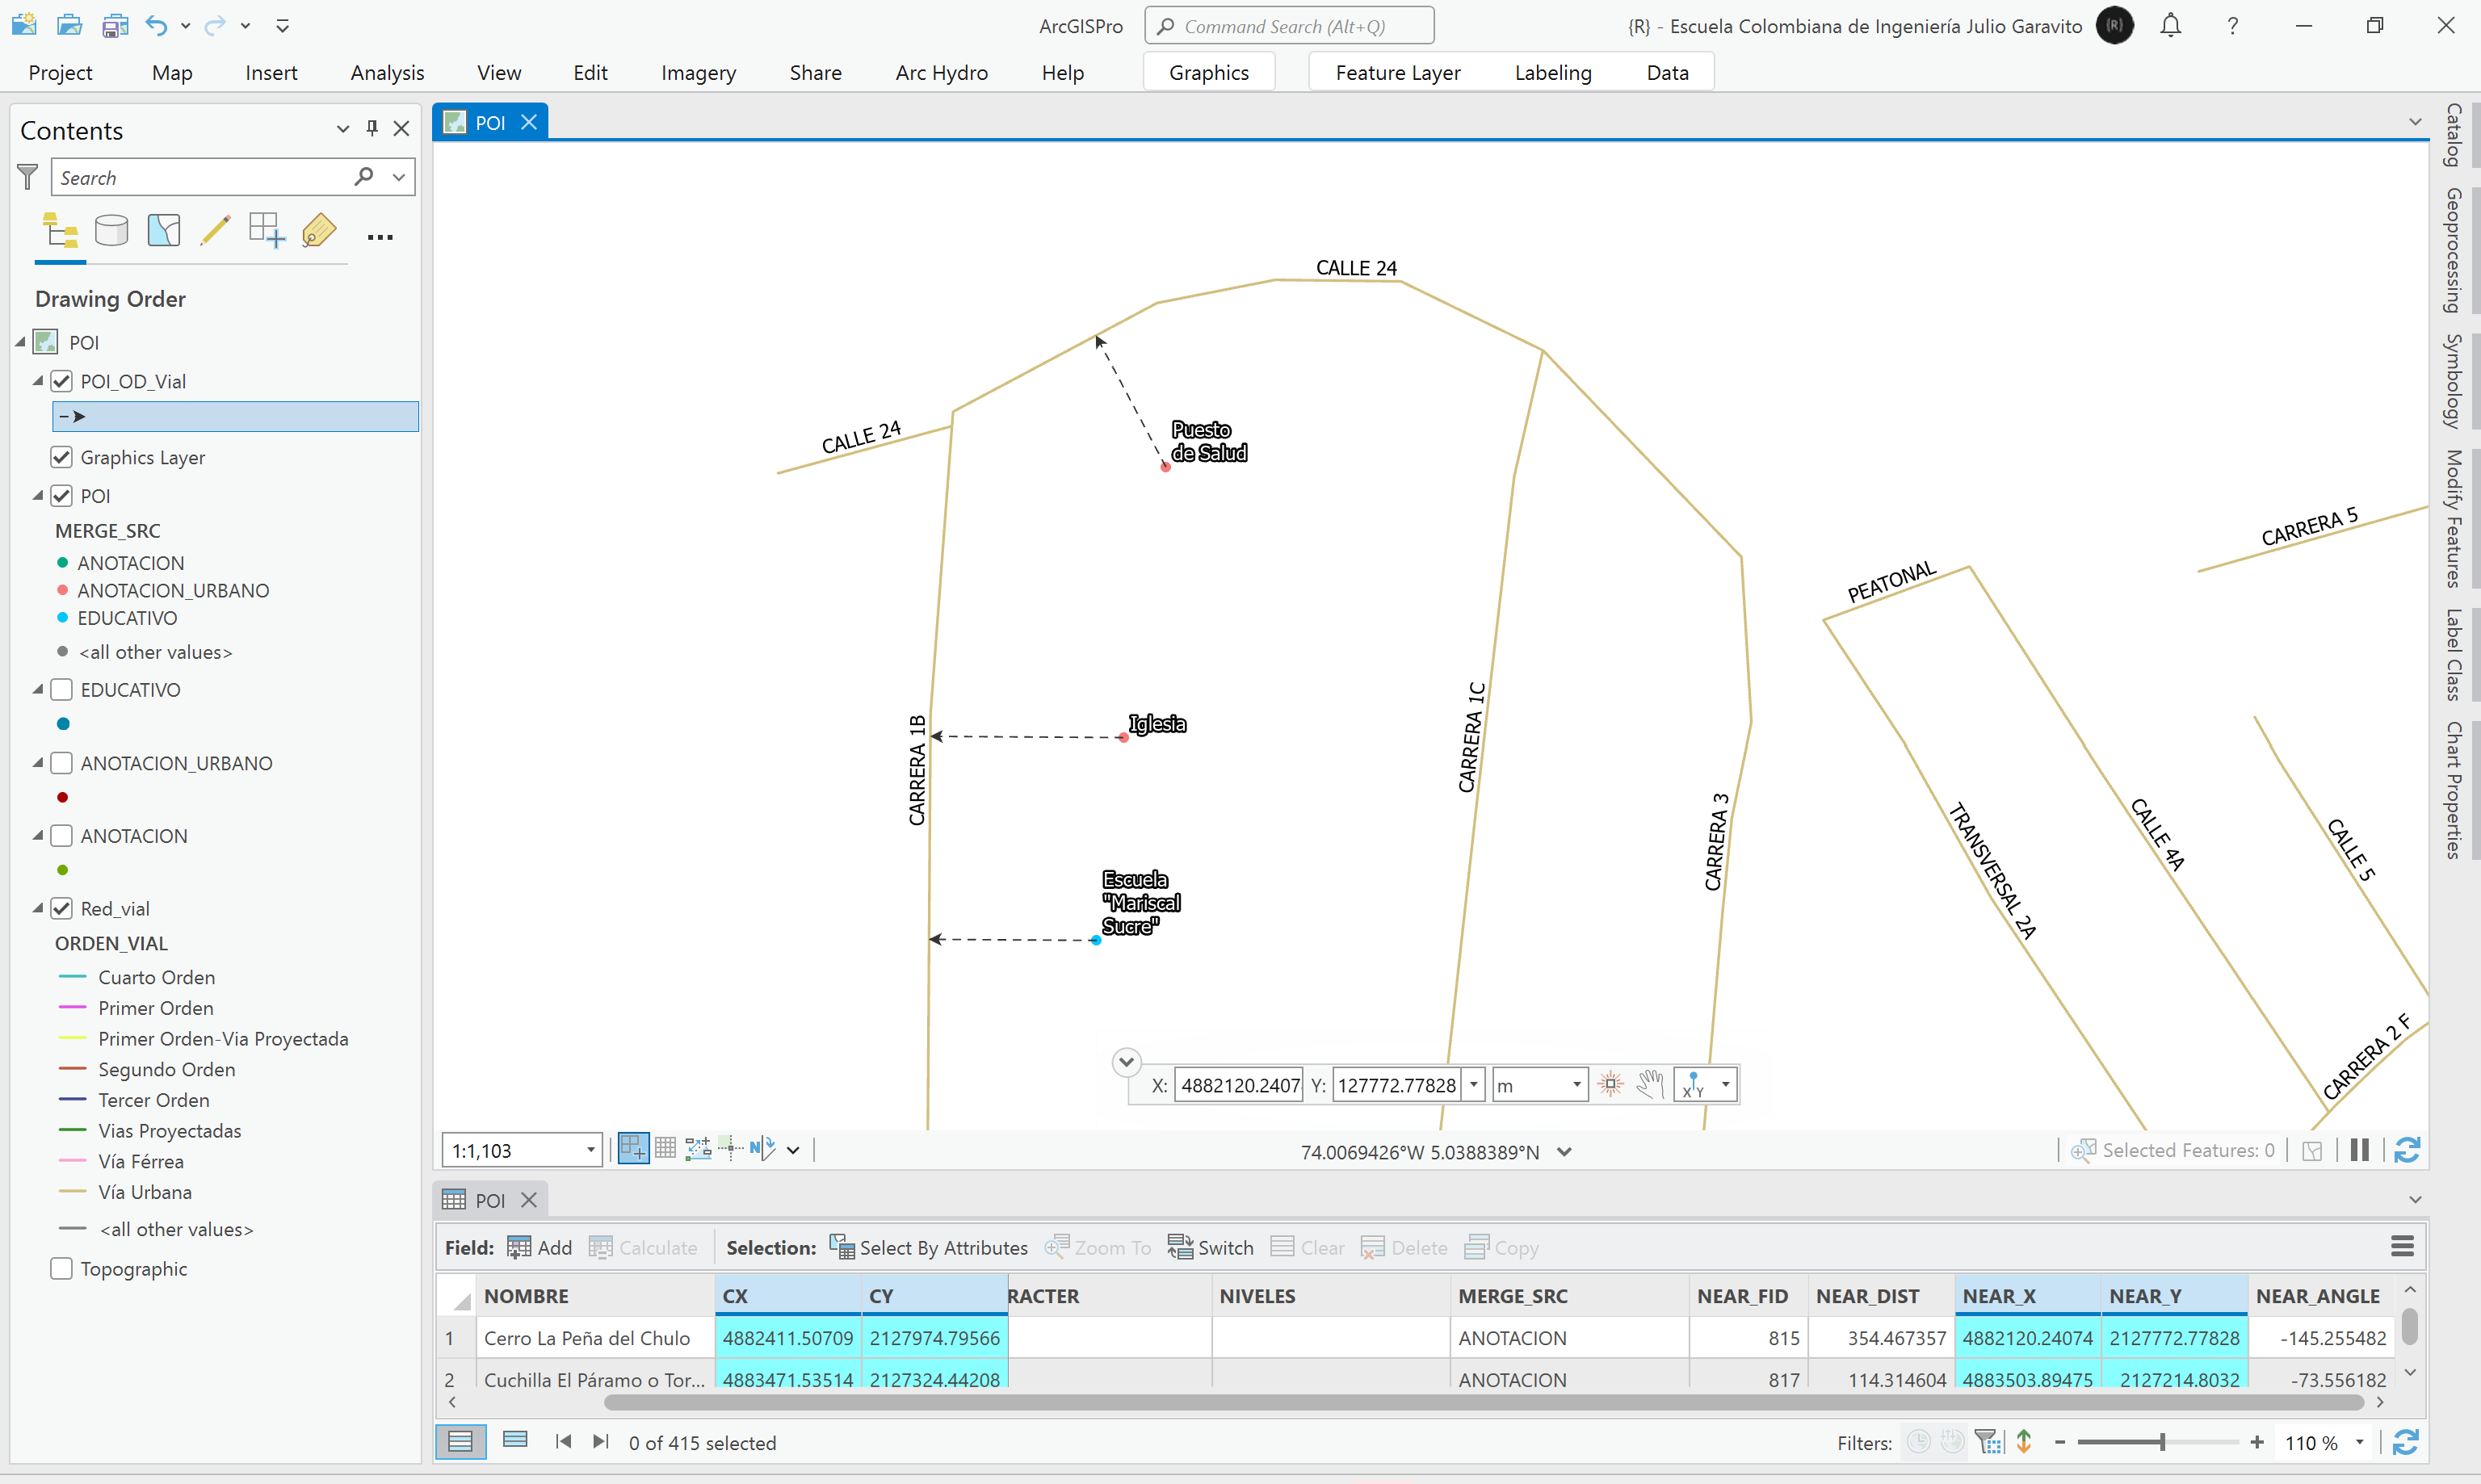 ArcGISPro
Command Search (Alt+Q)
{R} - Escuela Colombiana de Ingeniería Julio Garavito
{R}
?
Project
Map
Insert
Analysis
View
Edit
Imagery
Share
Arc Hydro
Help
Graphics
Feature Layer
Labeling
Data
Contents
Search
Drawing Order
POI
POI_OD_Vial
Graphics Layer
POI
MERGE_SRC
ANOTACION
ANOTACION_URBANO
EDUCATIVO
<all other values>
EDUCATIVO
ANOTACION_URBANO
ANOTACION
Red_vial
ORDEN_VIAL
Cuarto Orden
Primer Orden
Primer Orden-Via Proyectada
Segundo Orden
Tercer Orden
Vias Proyectadas
Vía Férrea
Vía Urbana
<all other values>
Topographic
POI
CALLE 24
CALLE 24
Puesto
de Salud
CARRERA 5
PEATONAL
CARRERA 1B
Iglesia
CARRERA 1C
CARRERA 3
TRANSVERSAL 2A
CALLE 4A
CALLE 5
Escuela
"Mariscal
Sucre"
CARRERA 2 F
X: 4882120.2407 Y: 127772.77828 m
1:1,103
74.0069426°W 5.0388389°N
Selected Features: 0
Catalog
Geoprocessing
Symbology
Modify Features
Label Class
Chart Properties
POI
Field: Add Calculate Selection: Select By Attributes Zoom To Switch Clear Delete Copy
NOMBRE CX CY RACTER NIVELES MERGE_SRC NEAR_FID NEAR_DIST NEAR_X NEAR_Y NEAR_ANGLE
1 Cerro La Peña del Chulo 4882411.50709 2127974.79566 ANOTACION 815 354.467357 4882120.24074 2127772.77828 -145.255482
2 Cuchilla El Páramo o Tor... 4883471.53514 2127324.44208 ANOTACION 817 114.314604 4883503.89475 2127214.8032 -73.556182
0 of 415 selected
Filters:
110 %